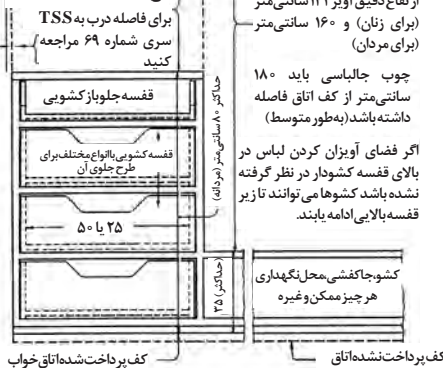 ارتفاع دقیق آویز ۱۴۱ سانتی‌متر
(برای زنان) و ۱۶۰ سانتی‌متر
(برای مردان)
چوب جالباسی باید ۱۸۰
سانتی‌متر از کف اتاق فاصله
داشته باشد (به‌طور متوسط)
اگر فضای آویزان کردن لباس در
بالای قفسه کشودار در نظر گرفته
نشده باشد کشوها می‌توانند تا زیر
قفسه بالایی ادامه یابند.
برای فاصله درب به TSS
سری شماره ۶۹ مراجعه
کنید
قفسه جلوباز کشویی
قفسه کشویی با انواع مختلف برای
طرح جلوی آن
۲۵ یا ۵۰
حداکثر ۸۰ سانتی‌متر (مردانه)
۳۵ (حداکثر)
کشو، جاکفشی، محل نگهداری
هر چیز ممکن و غیره
کف پرداخت نشده اتاق
کف پرداخت شده اتاق خواب